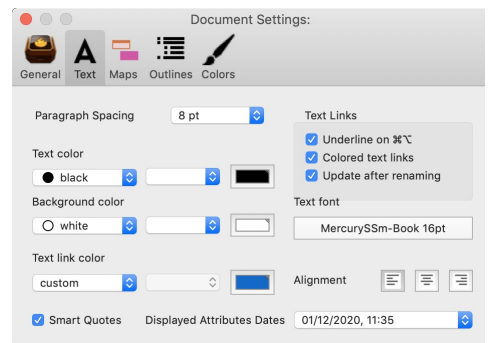 Document Settings:
General Text Maps Outlines Colors
Paragraph Spacing 8 pt
Text Links
Underline on ⌘⌥
Colored text links
Update after renaming
Text color
black
Background color
white
Text font
MercurySSm-Book 16pt
Text link color
custom
Alignment
Smart Quotes
Displayed Attributes Dates 01/12/2020, 11:35